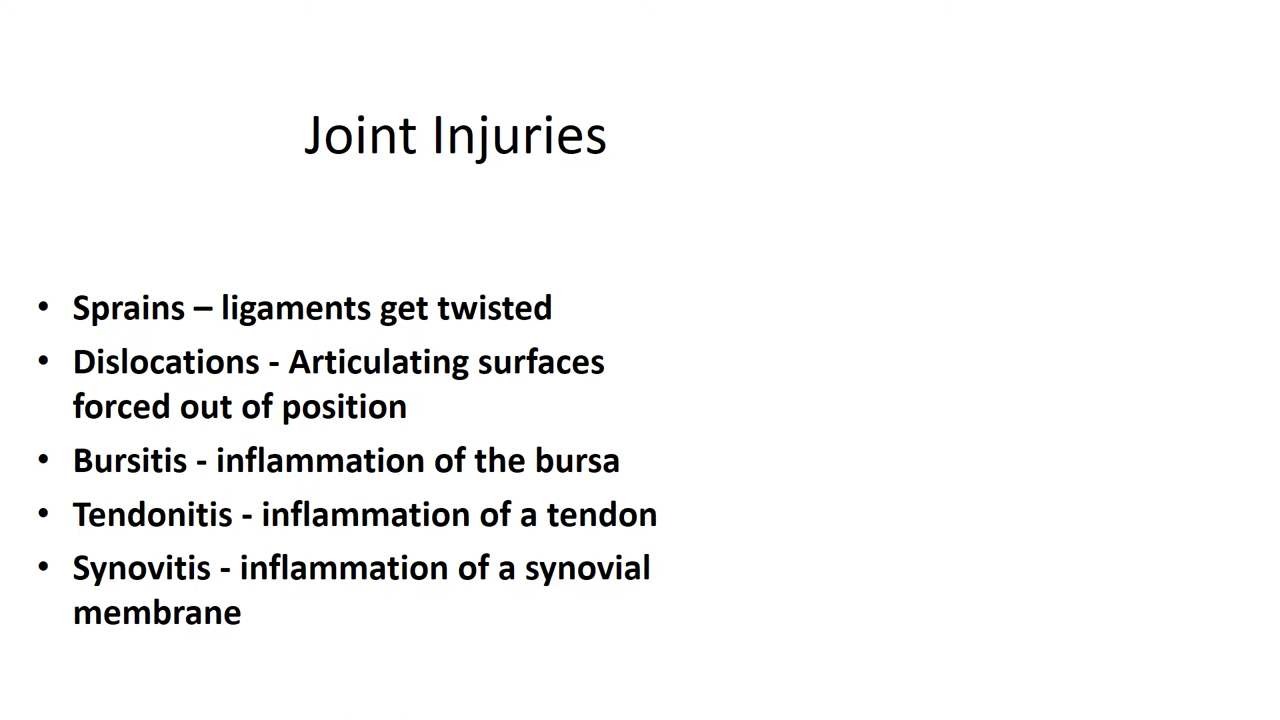 Joint Injuries
• Sprains – ligaments get twisted
• Dislocations - Articulating surfaces
forced out of position
• Bursitis - inflammation of the bursa
• Tendonitis - inflammation of a tendon
• Synovitis - inflammation of a synovial
membrane